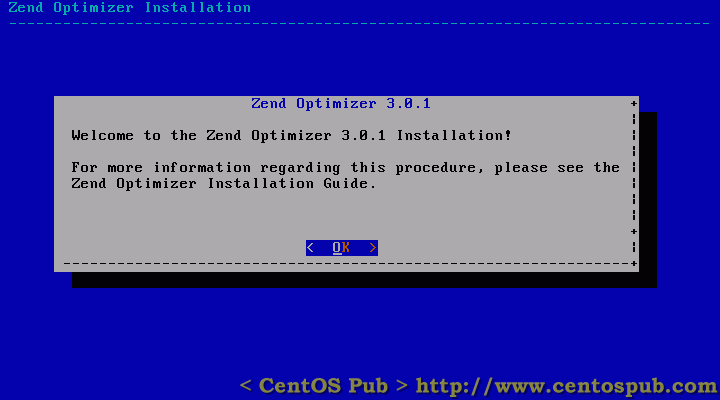 Zend Optimizer Installation
Zend Optimizer 3.0.1
Welcome to the Zend Optimizer 3.0.1 Installation!
For more information regarding this procedure, please see the
Zend Optimizer Installation Guide.
< OK >
< CentOS Pub > http://www.centospub.com